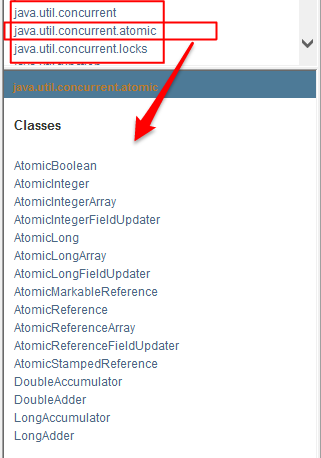 java.util.concurrent
java.util.concurrent.atomic
java.util.concurrent.locks
java.util.concurrent.atomic
Classes
AtomicBoolean
AtomicInteger
AtomicIntegerArray
AtomicIntegerFieldUpdater
AtomicLong
AtomicLongArray
AtomicLongFieldUpdater
AtomicMarkableReference
AtomicReference
AtomicReferenceArray
AtomicReferenceFieldUpdater
AtomicStampedReference
DoubleAccumulator
DoubleAdder
LongAccumulator
LongAdder